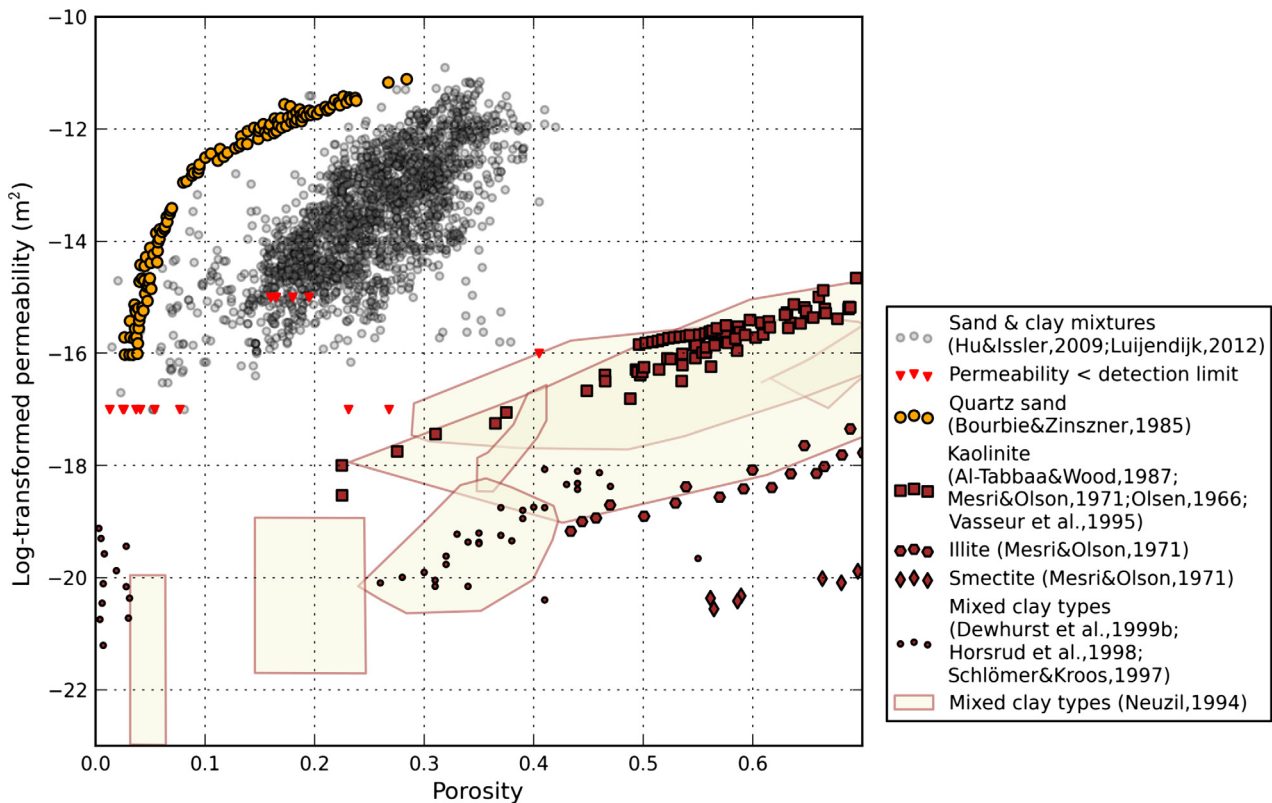 −10
−12
−14
−16
−18
−20
−22
Log-transformed permeability (m²)
0.0 0.1 0.2 0.3 0.4 0.5 0.6
Porosity
Sand & clay mixtures
(Hu&Issler,2009;Luijendijk,2012)
Permeability < detection limit
Quartz sand
(Bourbie&Zinszner,1985)
Kaolinite
(Al-Tabbaa&Wood,1987;
Mesri&Olson,1971;Olsen,1966;
Vasseur et al.,1995)
Illite (Mesri&Olson,1971)
Smectite (Mesri&Olson,1971)
Mixed clay types
(Dewhurst et al.,1999b;
Horsrud et al.,1998;
Schlömer&Kroos,1997)
Mixed clay types (Neuzil,1994)